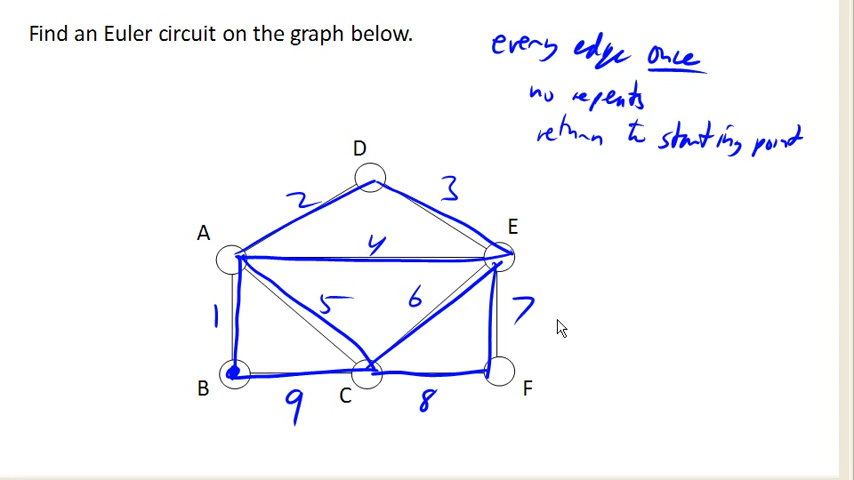 Find an Euler circuit on the graph below.
every edge once
no repeats
return to starting point
D
2
3
A
E
4
1
5
6
7
B
C
F
9
8